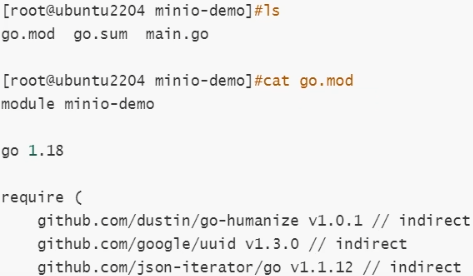 [root@ubuntu2204 minio-demo]#ls
go.mod  go.sum  main.go
[root@ubuntu2204 minio-demo]#cat go.mod
module minio-demo
go 1.18
require (
    github.com/dustin/go-humanize v1.0.1 // indirect
    github.com/google/uuid v1.3.0 // indirect
    github.com/json-iterator/go v1.1.12 // indirect